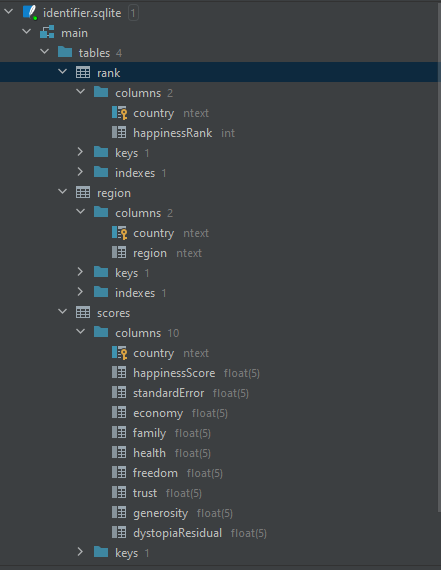 identifier.sqlite 1
main
tables 4
rank
columns 2
country ntext
happinessRank int
keys 1
indexes 1
region
columns 2
country ntext
region ntext
keys 1
indexes 1
scores
columns 10
country ntext
happinessScore float(5)
standardError float(5)
economy float(5)
family float(5)
health float(5)
freedom float(5)
trust float(5)
generosity float(5)
dystopiaResidual float(5)
keys 1